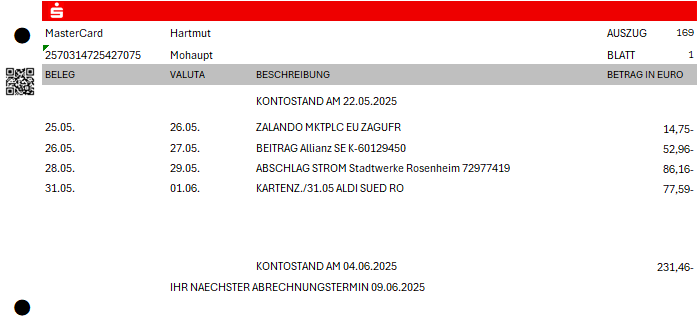 MasterCard Hartmut AUSZUG 169
2570314725427075 Mohaupt BLATT 1
BELEG VALUTA BESCHREIBUNG BETRAG IN EURO
KONTOSTAND AM 22.05.2025
25.05. 26.05. ZALANDO MKTPLC EU ZAGUFR 14,75-
26.05. 27.05. BEITRAG Allianz SE K-60129450 52,96-
28.05. 29.05. ABSCHLAG STROM Stadtwerke Rosenheim 72977419 86,16-
31.05. 01.06. KARTENZ./31.05 ALDI SUED RO 77,59-
KONTOSTAND AM 04.06.2025 231,46-
IHR NAECHSTER ABRECHNUNGSTERMIN 09.06.2025